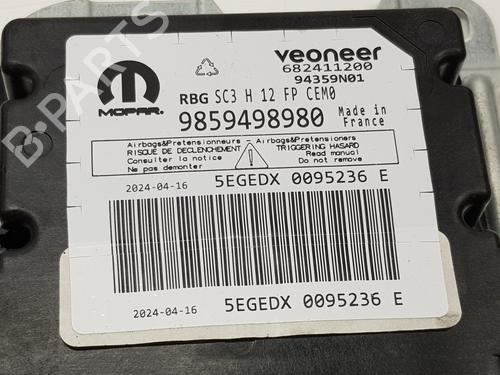 B-PARTS
MOPAR®
veoneer
682411200
94359N01
RBG SC3 H 12 FP CEM0
9859498980
Made in
France
Airbags&Pretensionneurs
RISQUE DE DECLENCHEMENT
Consulter la notice
Ne pas demonter
Airbags&Pretensioners
TRIGGERING HASARD
Read manual
Do not remove
2024-04-16 5EGEDX 0095236 E
2024-04-16 5EGEDX 0095236 E